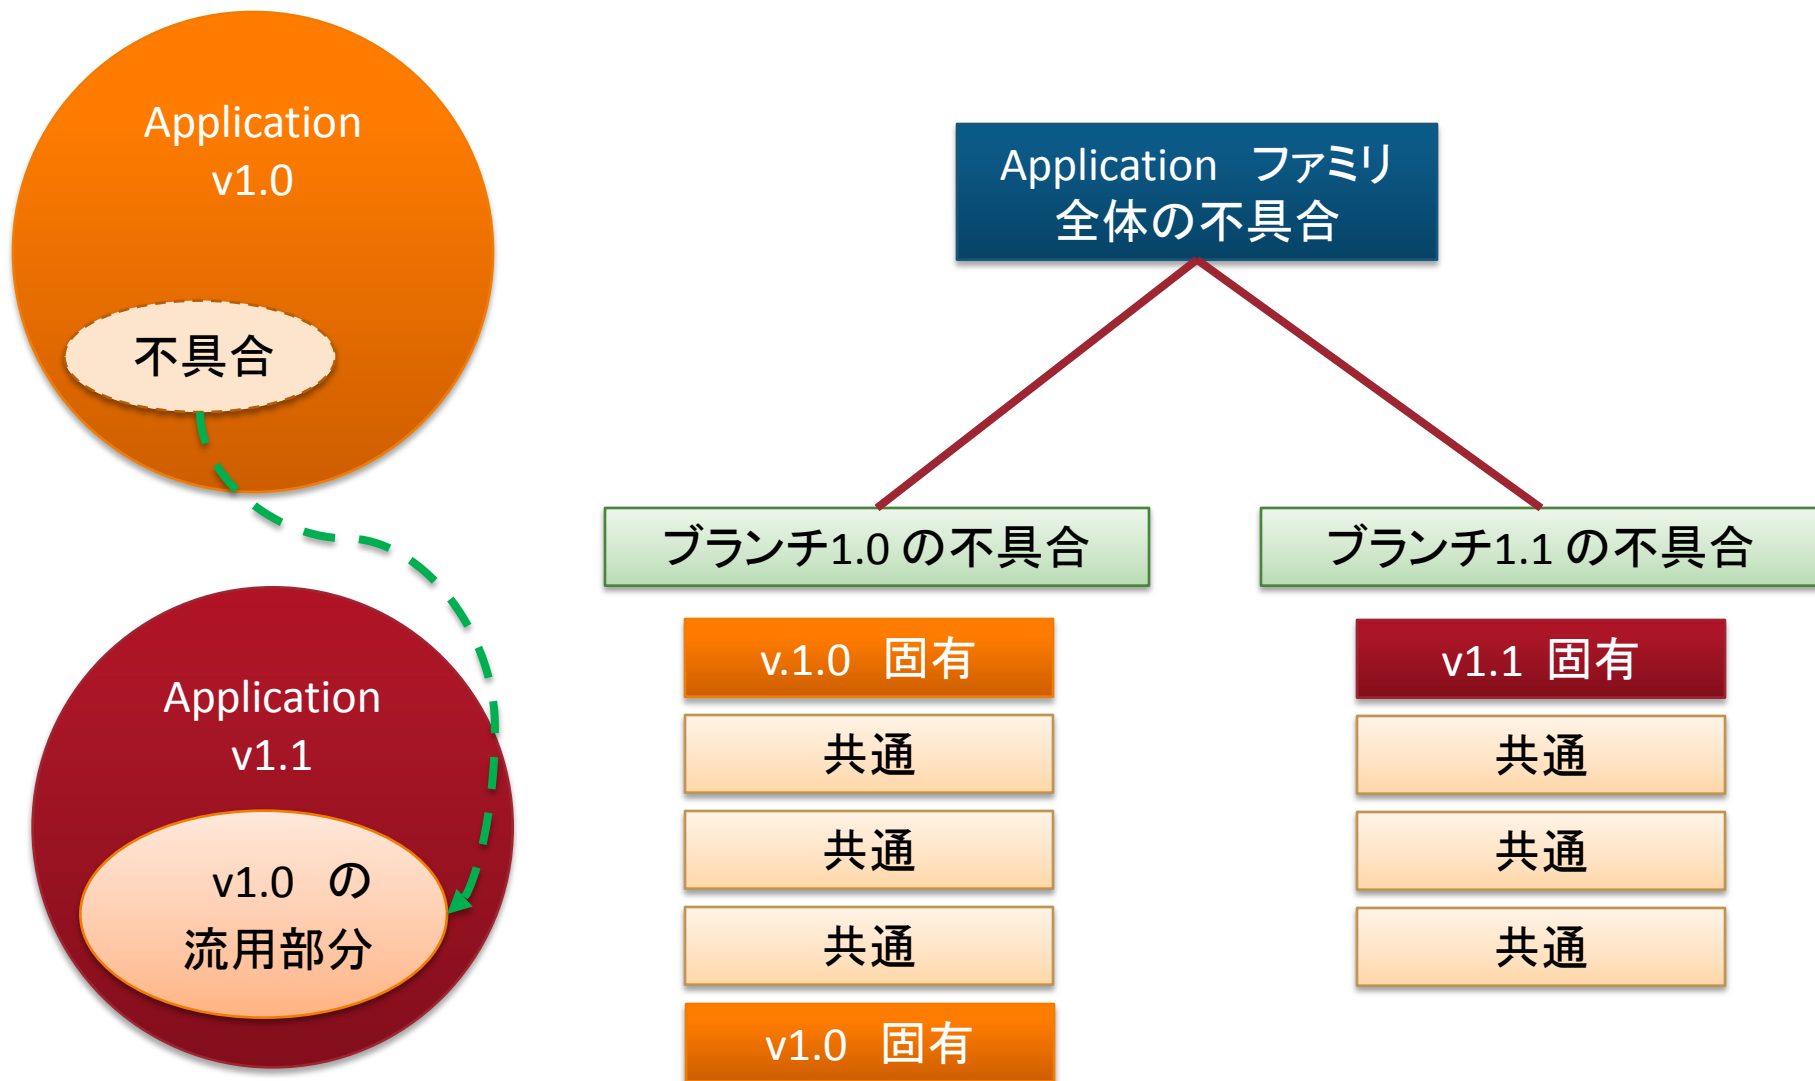 Application
v1.0
不具合
Application
v1.1
v1.0 の
流用部分
Application ファミリ
全体の不具合
ブランチ1.0 の不具合
v.1.0 固有
共通
共通
共通
v1.0 固有
ブランチ1.1 の不具合
v1.1 固有
共通
共通
共通